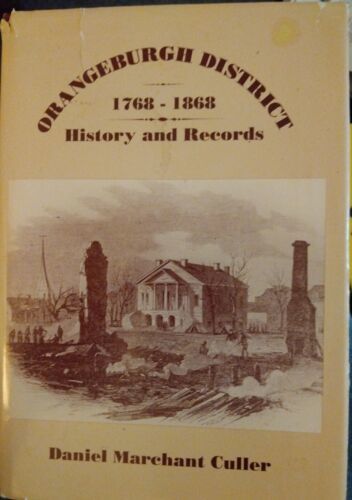 ORANGEBURGH DISTRICT
1768 - 1868
History and Records
Daniel Marchant Culler